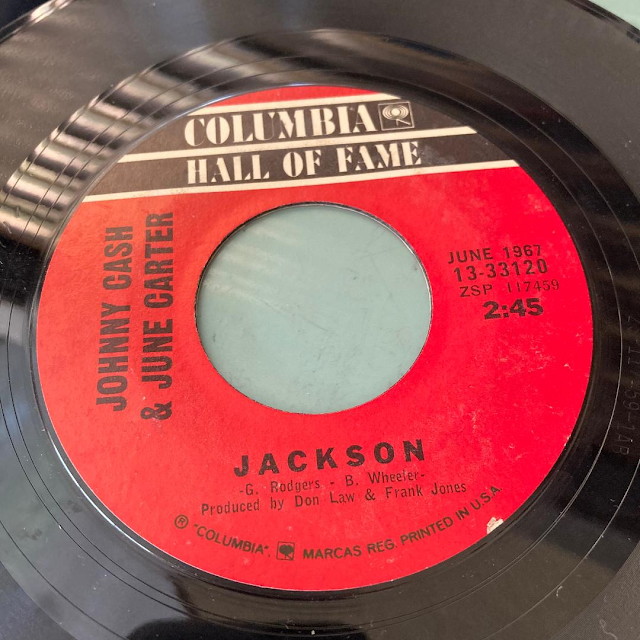 COLUMBIA
HALL OF FAME
JOHNNY CASH
& JUNE CARTER
JUNE 1967
13-33120
ZSP 117459
2:45
JACKSON
-G. Rodgers - B. Wheeler-
Produced by Don Law & Frank Jones
® "COLUMBIA", MARCAS REG. PRINTED IN U.S.A.